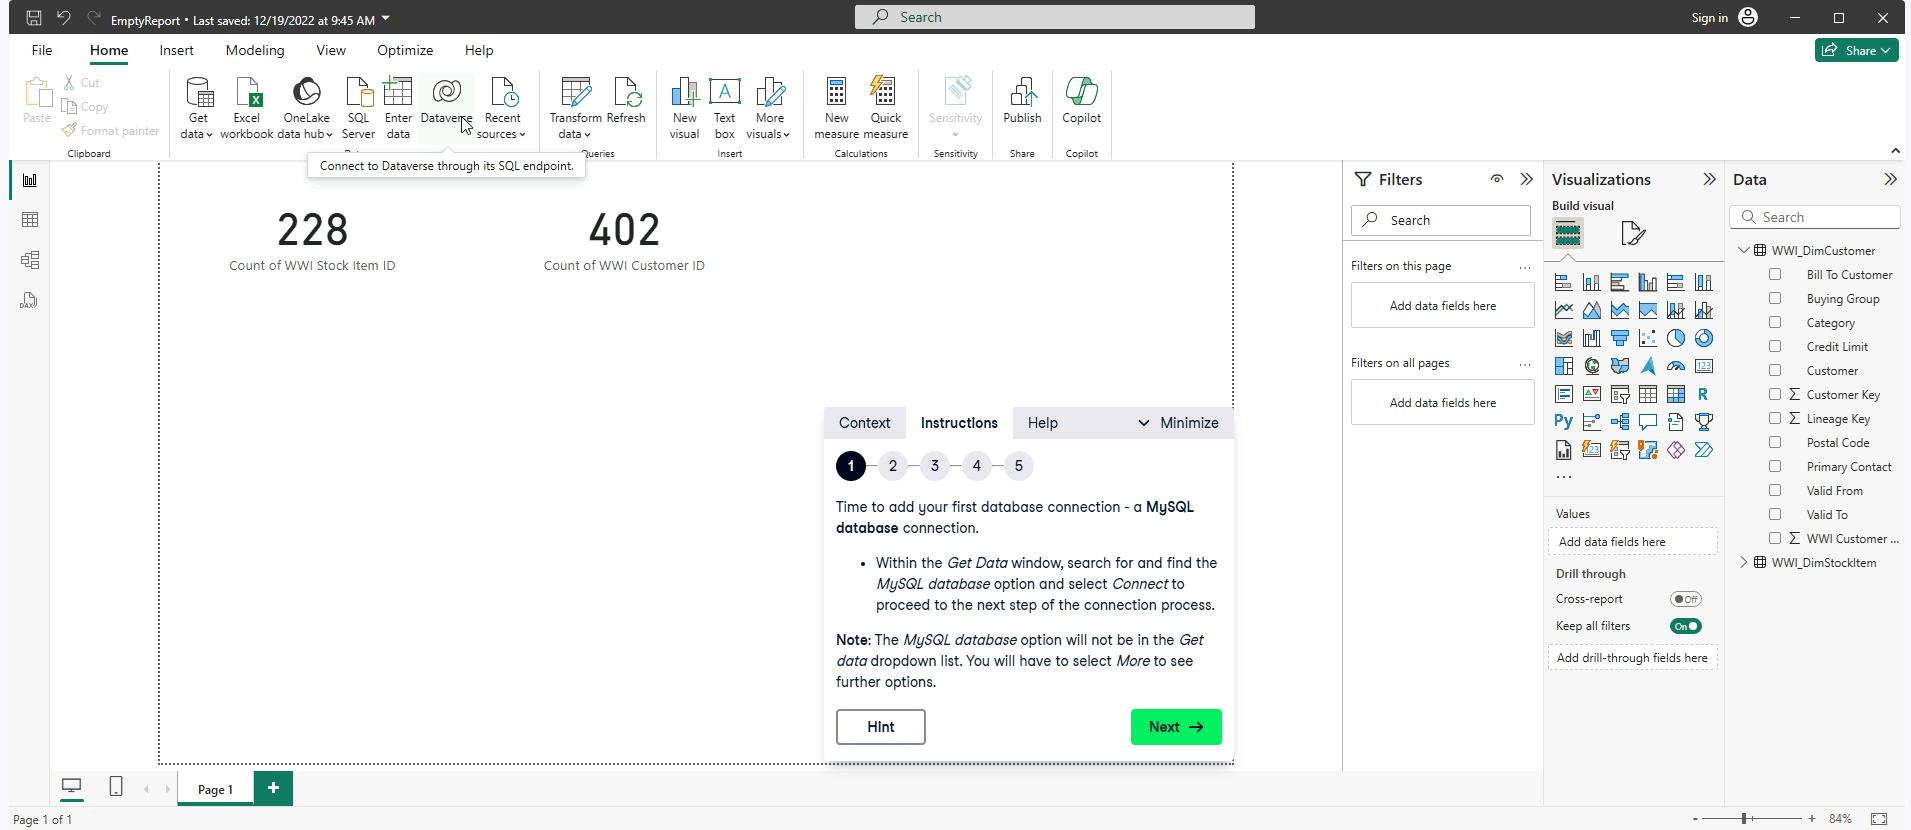 EmptyReport • Last saved: 12/19/2022 at 9:45 AM
Search
Sign in
File
Home
Insert
Modeling
View
Optimize
Help
Share
Paste
Cut
Copy
Format painter
Clipboard
Get data
Excel workbook
OneLake data hub
SQL Server
Enter data
Dataverse
Recent sources
Transform data
Refresh
Queries
New visual
Text box
More visuals
Insert
New measure
Quick measure
Calculations
Sensitivity
Sensitivity
Publish
Share
Copilot
Copilot
Connect to Dataverse through its SQL endpoint.
228
Count of WWI Stock Item ID
402
Count of WWI Customer ID
Context
Instructions
Help
Minimize
1
2
3
4
5
Time to add your first database connection - a MySQL
database connection.
• Within the Get Data window, search for and find the
MySQL database option and select Connect to
proceed to the next step of the connection process.
Note: The MySQL database option will not be in the Get
data dropdown list. You will have to select More to see
further options.
Hint
Next →
Filters
Search
Filters on this page
...
Add data fields here
Filters on all pages
...
Add data fields here
Visualizations
Build visual
123
R
Py
123
...
Values
Add data fields here
Drill through
Cross-report
Off
Keep all filters
On
Add drill-through fields here
Data
Search
WWI_DimCustomer
Bill To Customer
Buying Group
Category
Credit Limit
Customer
∑ Customer Key
∑ Lineage Key
Postal Code
Primary Contact
Valid From
Valid To
∑ WWI Customer ...
WWI_DimStockItem
DAX
Page 1
+
Page 1 of 1
- + 84%